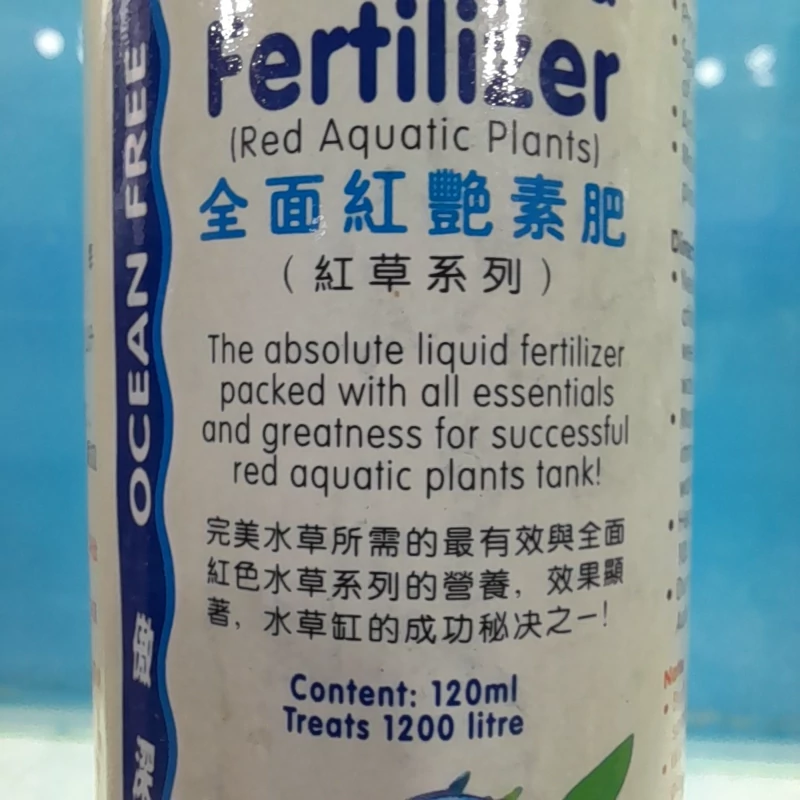 Fertilizer
(Red Aquatic Plants)
全面紅艷素肥
(紅草系列)
The absolute liquid fertilizer
packed with all essentials
and greatness for successful
red aquatic plants tank!
完美水草所需的最有效與全面
紅色水草系列的營養，效果顯
著，水草缸的成功秘决之一!
Content: 120ml
Treats 1200 litre
OCEAN FREE
傲深